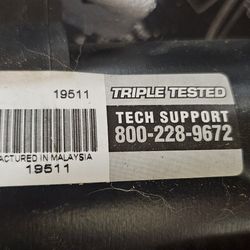 19511
TRIPLE TESTED
TECH SUPPORT
800-228-9672
ACTURED IN MALAYSIA
19511